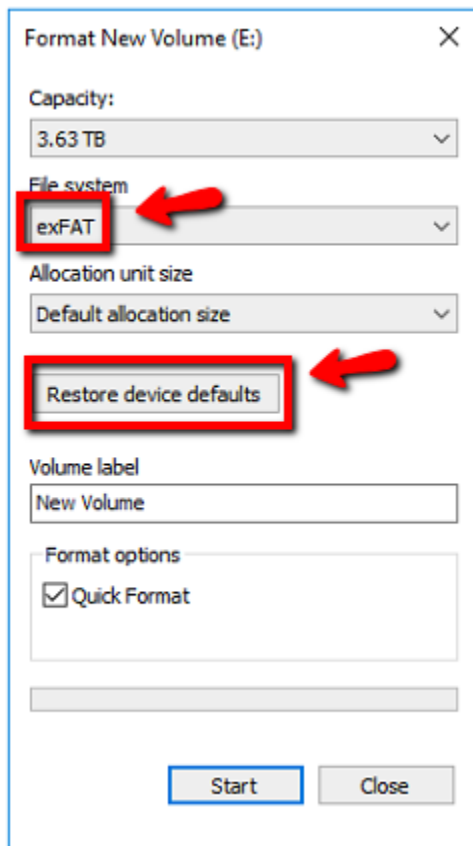 Format New Volume (E:)
Capacity:
3.63 TB
File system
exFAT
Allocation unit size
Default allocation size
Restore device defaults
Volume label
New Volume
Format options
Quick Format
Start
Close